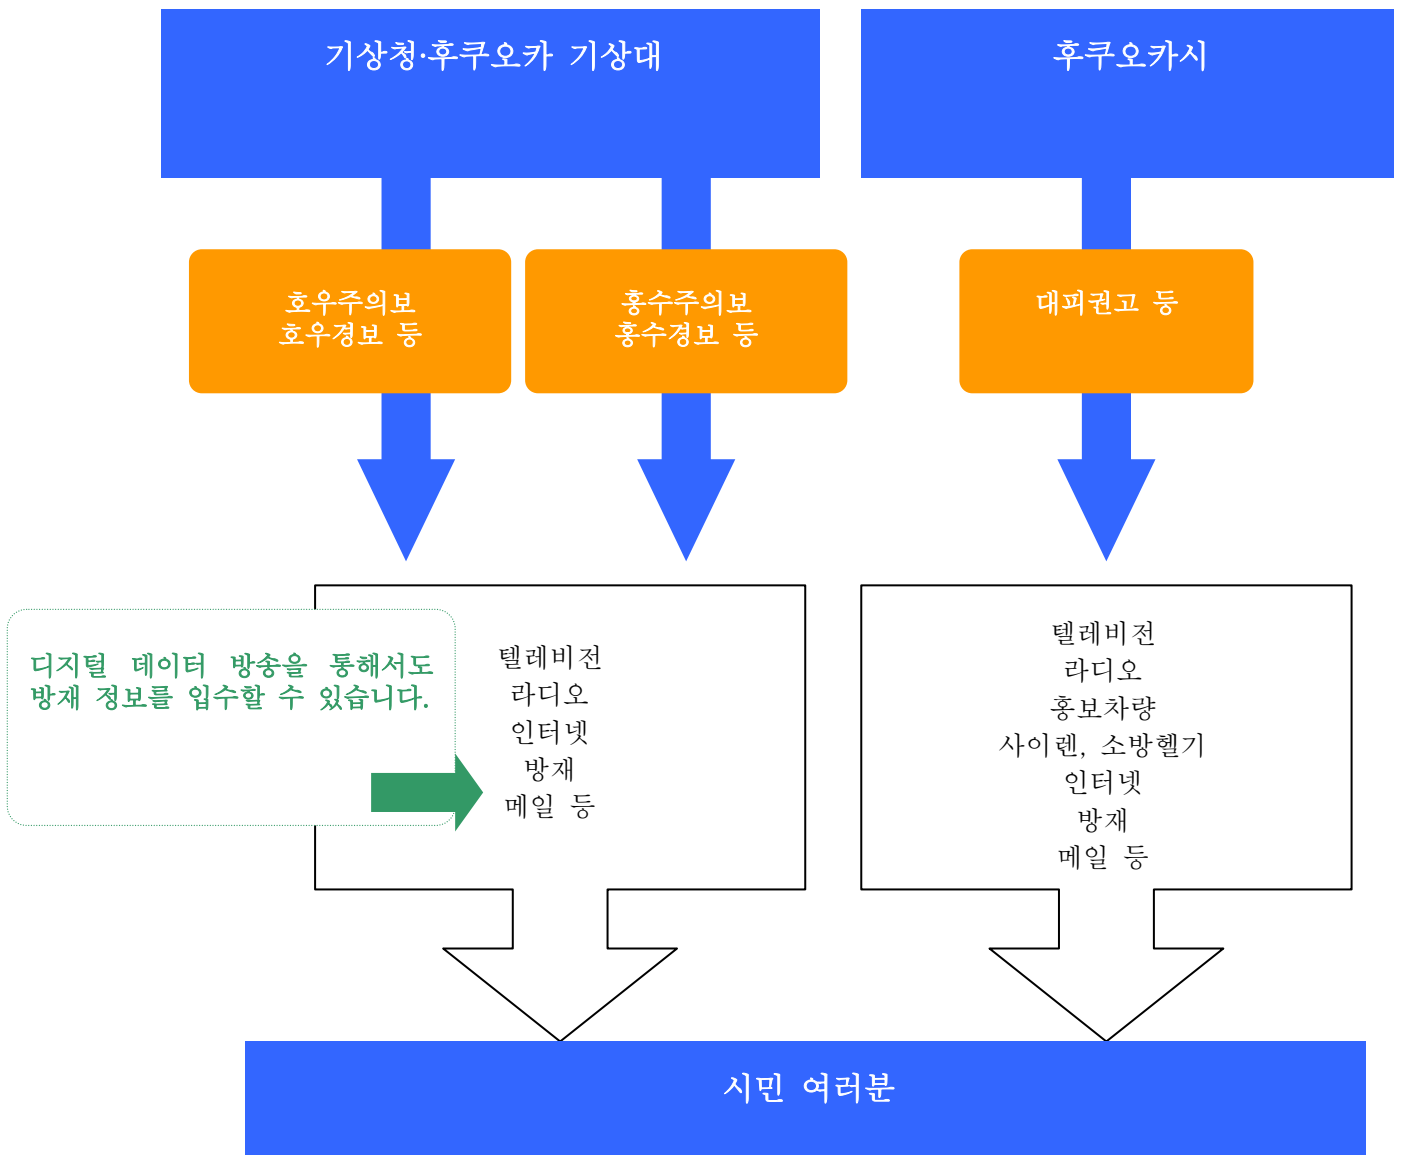 기상청·후쿠오카 기상대
후쿠오카시
호우주의보
호우경보 등
홍수주의보
홍수경보 등
대피권고 등
디지털 데이터 방송을 통해서도
방재 정보를 입수할 수 있습니다.
텔레비전
라디오
인터넷
방재
메일 등
텔레비전
라디오
홍보차량
사이렌, 소방헬기
인터넷
방재
메일 등
시민 여러분